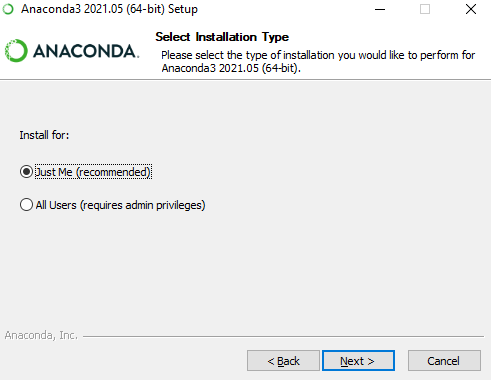 Anaconda3 2021.05 (64-bit) Setup
ANACONDA.
Select Installation Type
Please select the type of installation you would like to perform for
Anaconda3 2021.05 (64-bit).
Install for:
Just Me (recommended)
All Users (requires admin privileges)
Anaconda, Inc.
< Back
Next >
Cancel